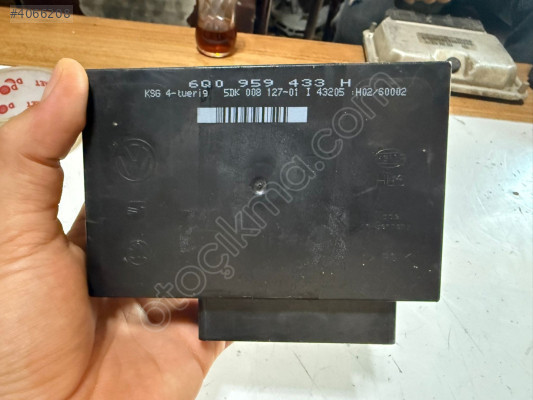 #4066200
6Q0 959 433 H
KSG 4-tuerig 5DK 008 127-01 I 43205 H02/S0002
otoçıkma.com